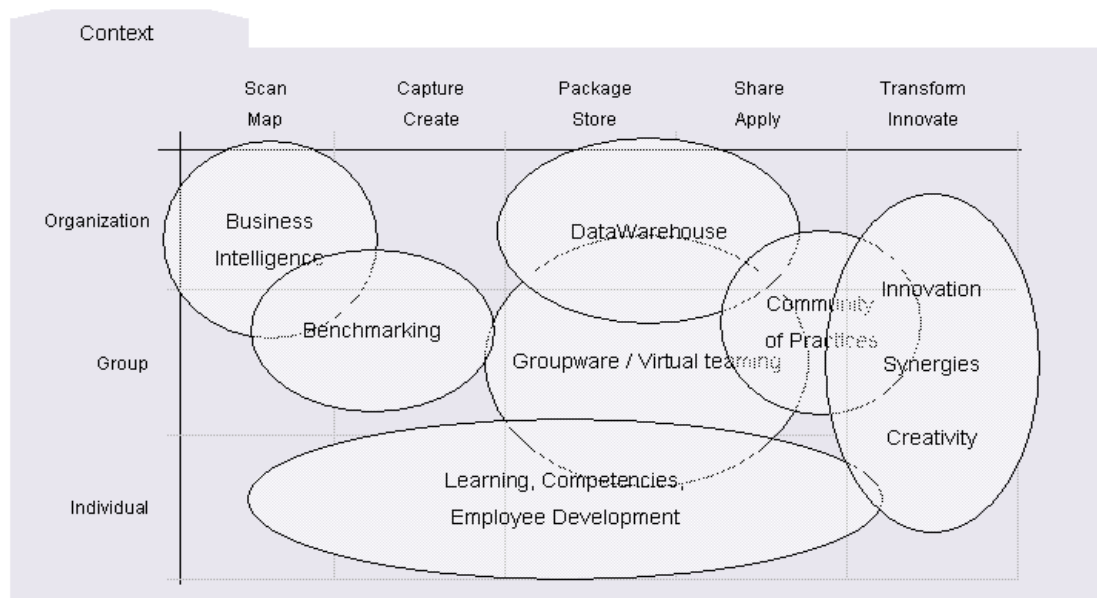 Context
Scan Capture Package Share Transform
Map Create Store Apply Innovate
Organization
Business
Intelligence
DataWarehouse
Benchmarking
Community
of Practices
Innovation
Group
Groupware / Virtual teaming
Synergies
Creativity
Individual
Learning, Competencies,
Employee Development